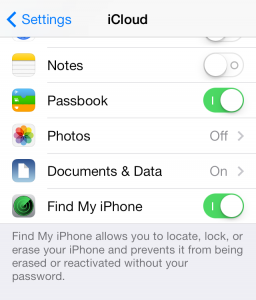 Settings iCloud
Notes
Passbook
Photos Off
Documents & Data On
Find My iPhone
Find My iPhone allows you to locate, lock, or
erase your iPhone and prevents it from being
erased or reactivated without your
password.